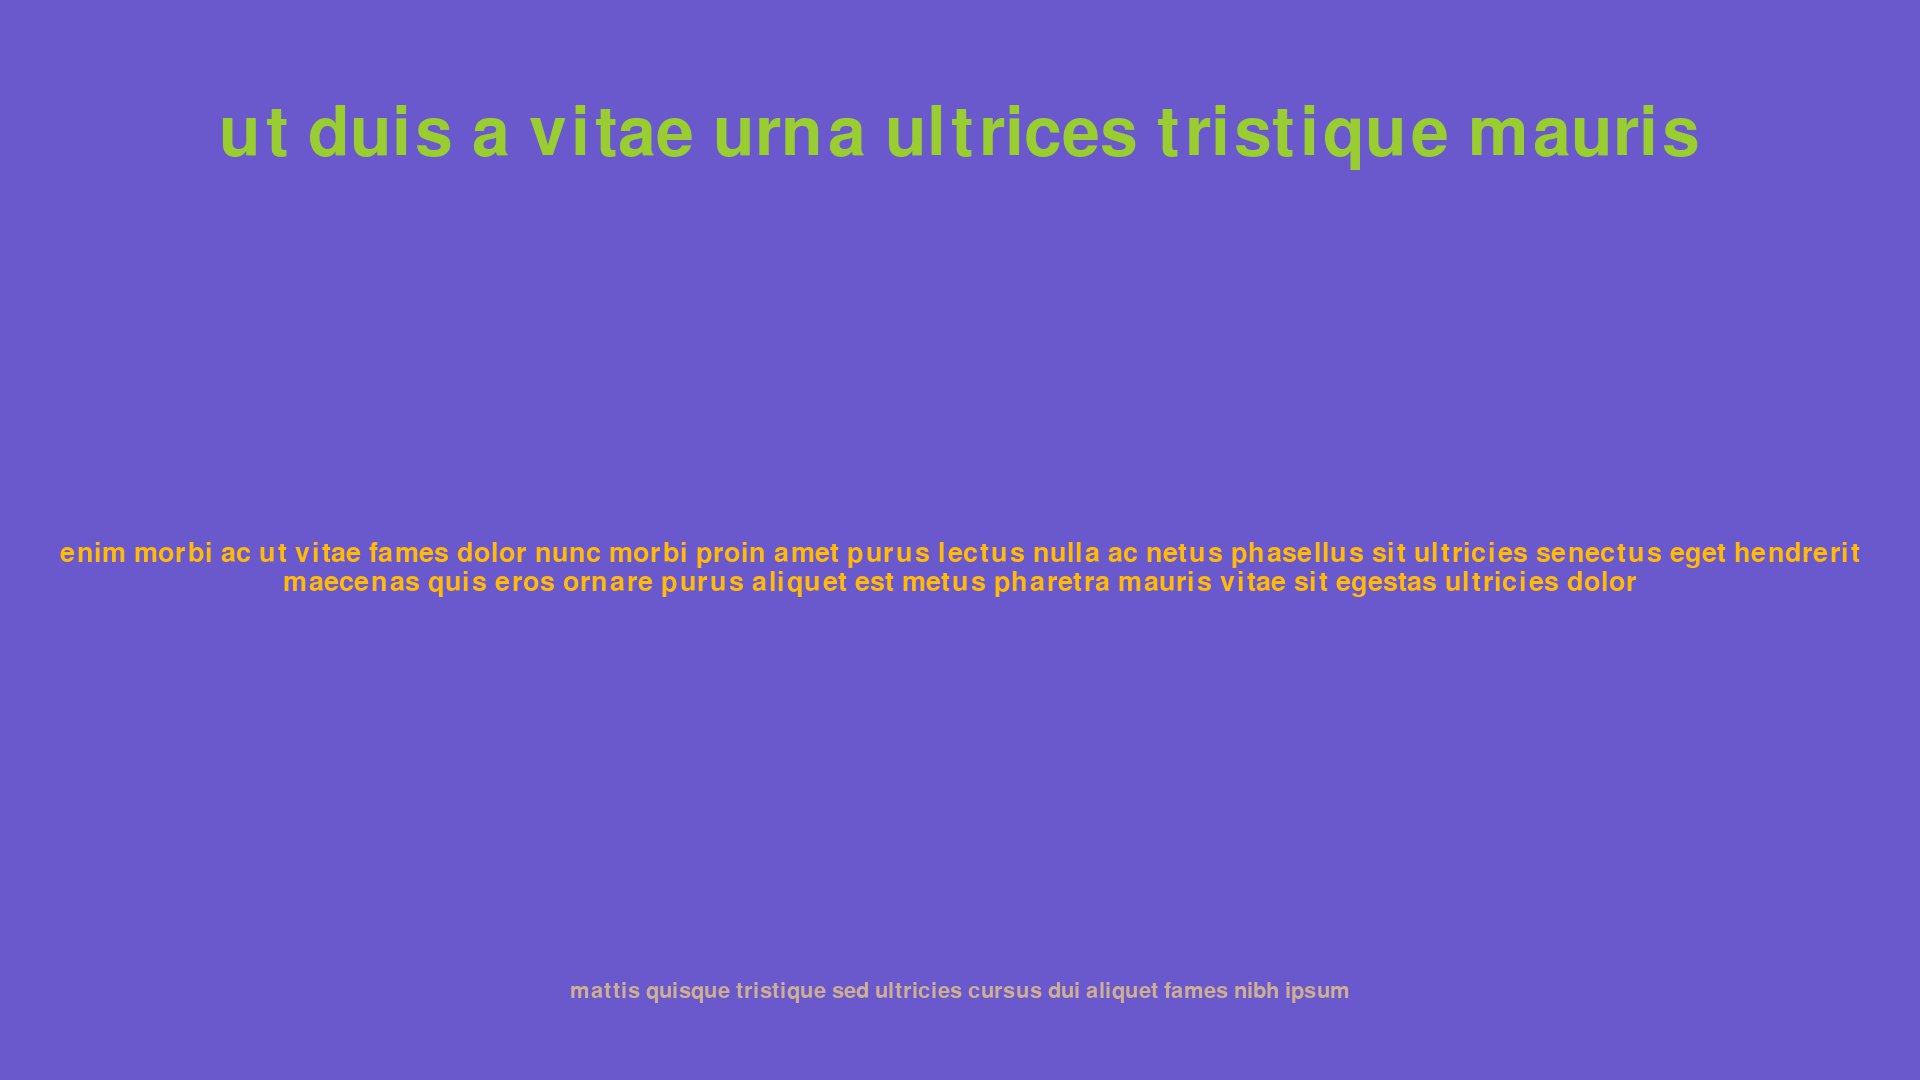 ut duis a vitae urna ultrices tristique mauris
enim morbi ac ut vitae fames dolor nunc morbi proin amet purus lectus nulla ac netus phasellus sit ultricies senectus eget hendrerit
maecenas quis eros ornare purus aliquet est metus pharetra mauris vitae sit egestas ultricies dolor
mattis quisque tristique sed ultricies cursus dui aliquet fames nibh ipsum